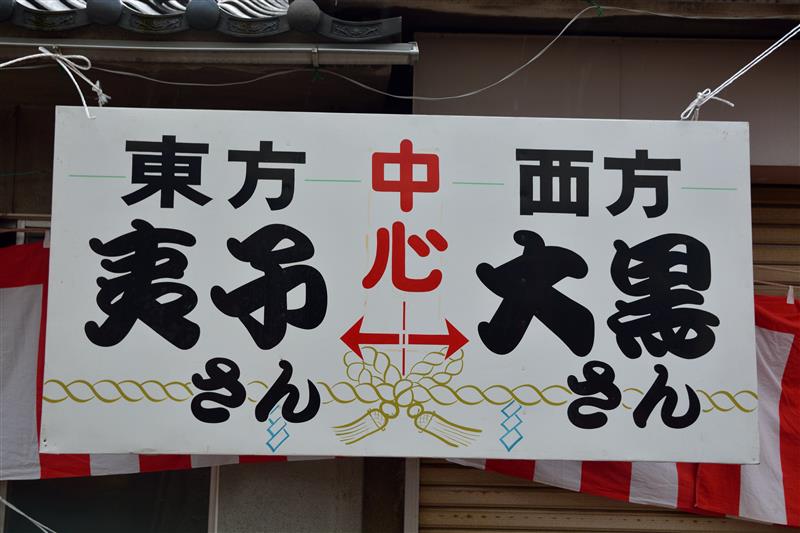 東方 中心 西方
夷子 大黒
さん さん